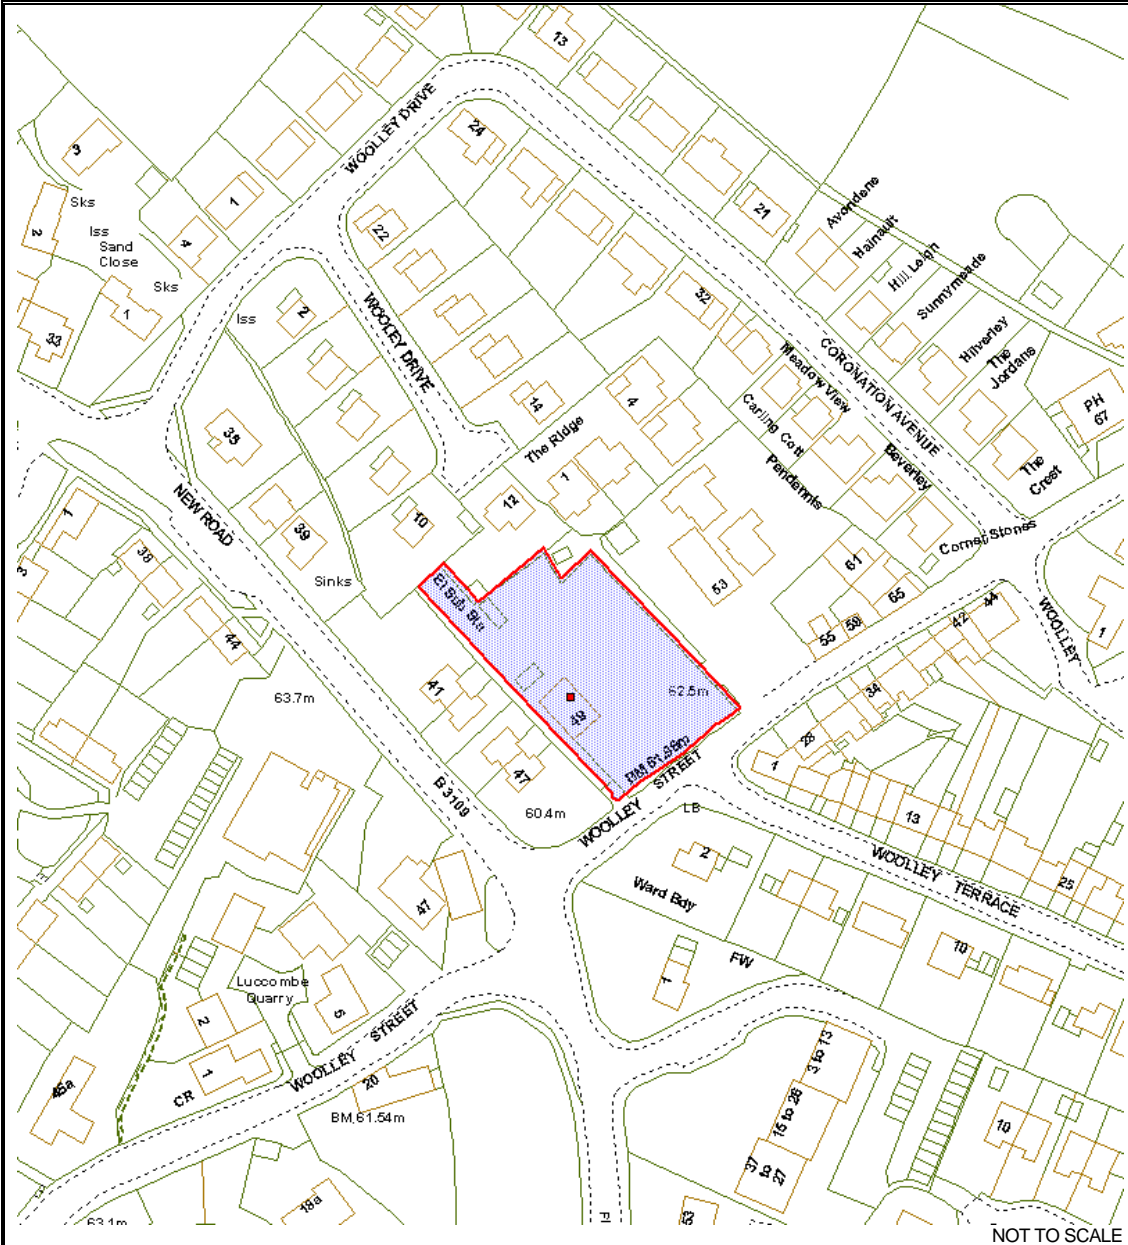 13
WOOLLEY DRIVE
24
3
Sks
1
21
Avondene
2
Iss
Sand
Close
4
22
Hainault
Hill Leigh
Sunnymeade
Sks
32
1
Iss
2
WOOLEY DRIVE
CORONATION AVENUE
Hilverley
The
Jordans
33
Meadow View
14
4
PH
67
Carling Cott
35
The Ridge
Beverley
The
Crest
Pendennis
1
NEW ROAD
1
12
10
39
Corner Stones
38
61
3
Sinks
El Sub Sta
53
65
44
42
WOOLLEY
1
59
55
44
34
63.7m
41
62.5m
49
28
BM 61.96m
47
1
B 3109
60.4m
WOOLLEY STREET
LB
13
2
WOOLLEY TERRACE
25
Ward Bdy
47
10
FW
1
Luccombe
Quarry
5
2
WOOLLEY STREET
1
3 to 13
45a
CR
20
15 to 26
BM 61.54m
10
37
to
27
18a
53
63.1m
NOT TO SCALE